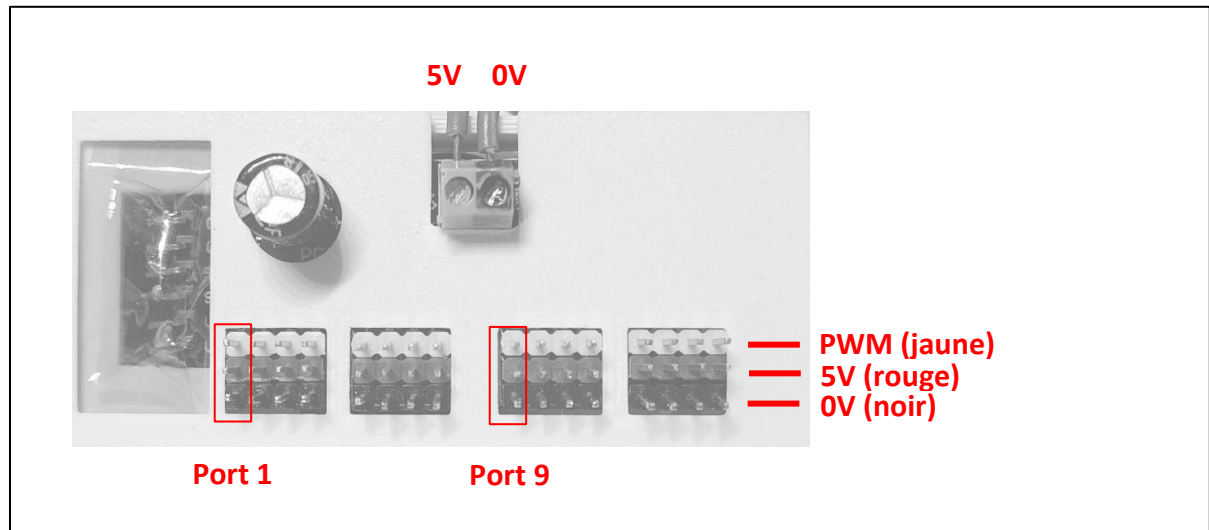 5V 0V
PWM (jaune)
5V (rouge)
0V (noir)
Port 1
Port 9